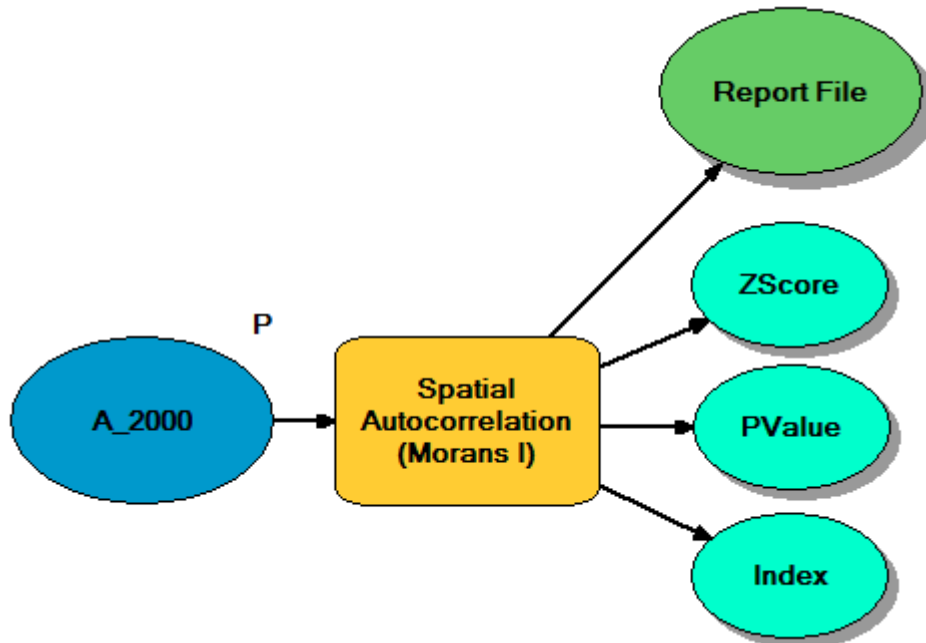 Report File
ZScore
P
A_2000
Spatial
Autocorrelation
(Morans I)
PValue
Index